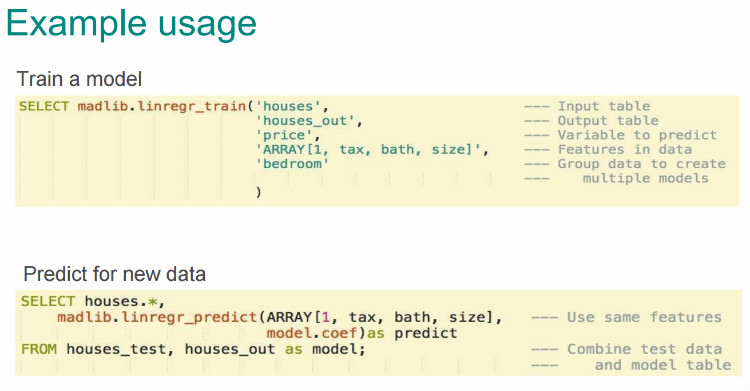 Example usage
Train a model
SELECT madlib.linregr_train('houses', --- Input table
'houses_out', --- Output table
'price', --- Variable to predict
'ARRAY[1, tax, bath, size]', --- Features in data
'bedroom' --- Group data to create
--- multiple models
)
Predict for new data
SELECT houses.*,
madlib.linregr_predict(ARRAY[1, tax, bath, size], --- Use same features
model.coef)as predict
FROM houses_test, houses_out as model; --- Combine test data
--- and model table